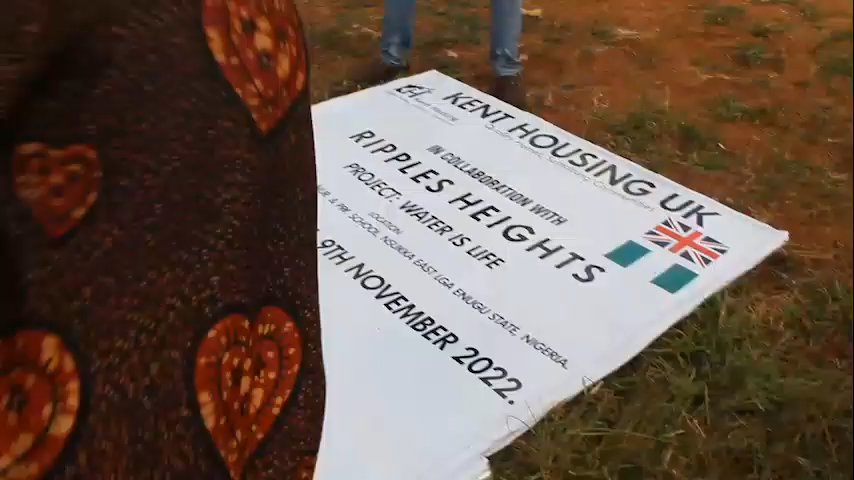 KENT HOUSING UK
IN COLLABORATION WITH
RIPPLES HEIGHTS
PROJECT: WATER IS LIFE
LOCATION
SCHOOL, NSUKKA EAST LGA ENUGU STATE, NIGERIA.
9TH NOVEMBER 2022.